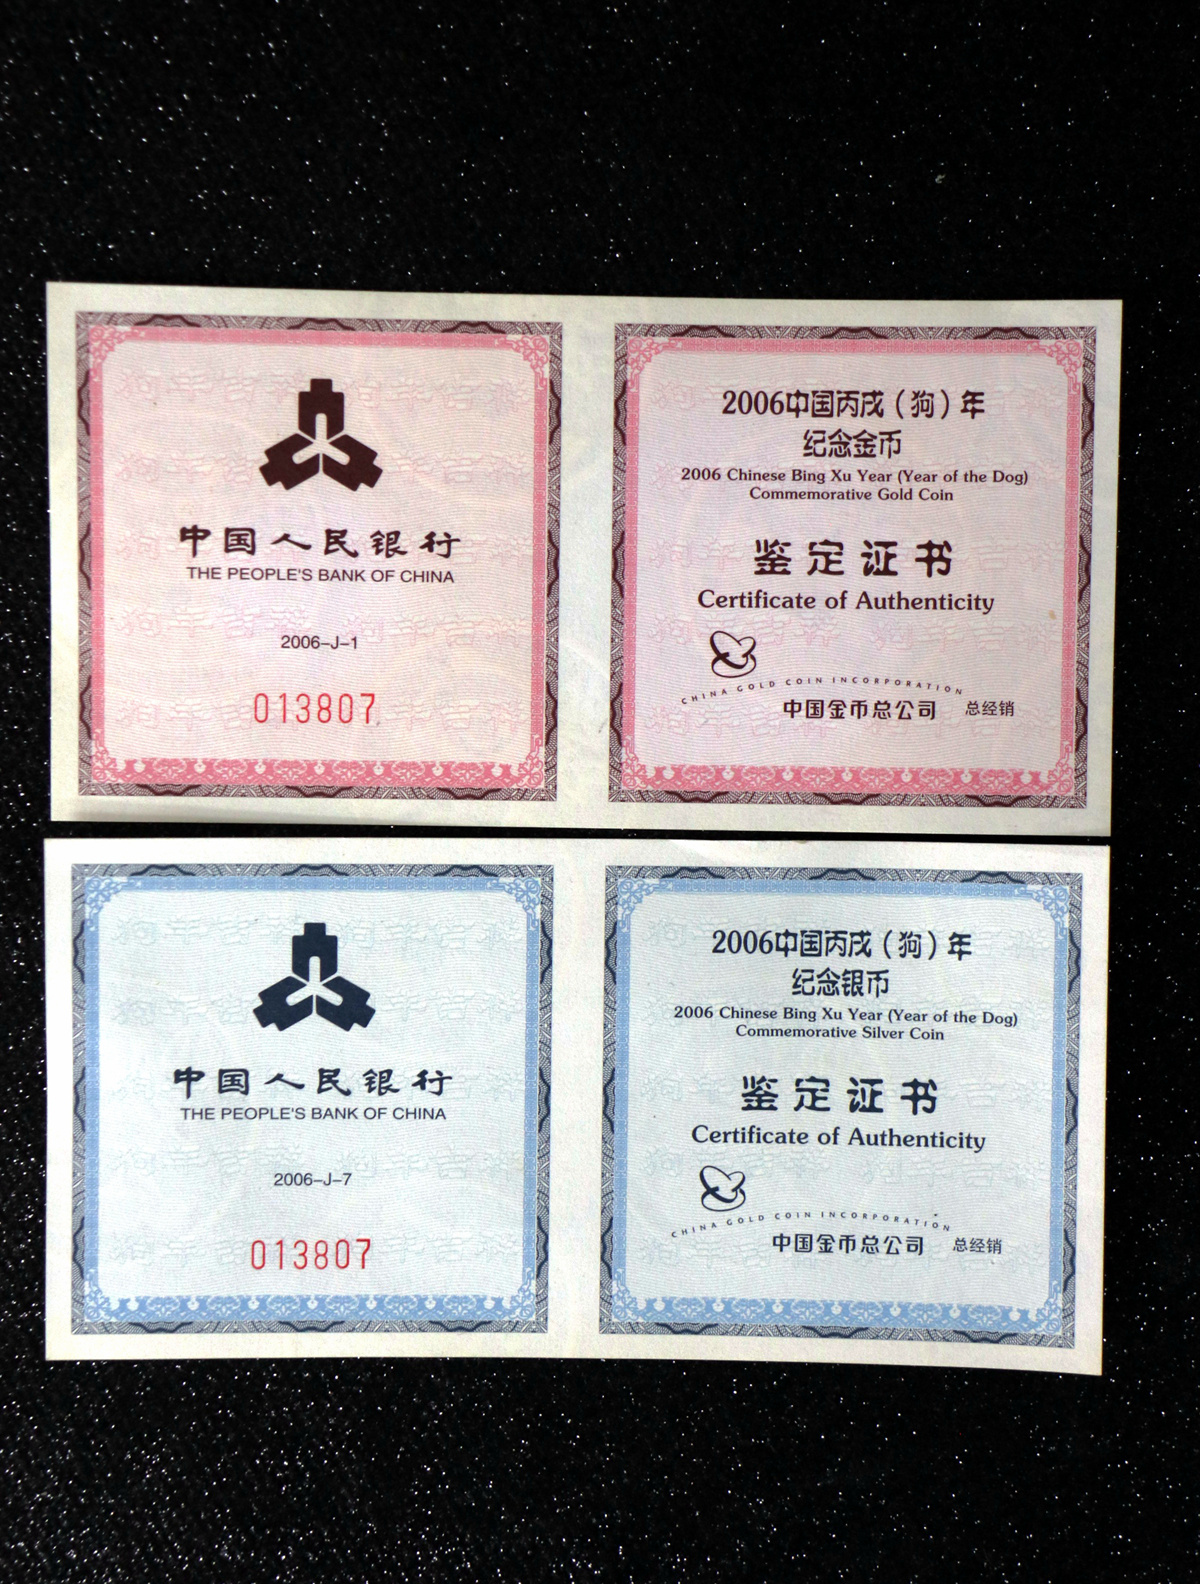 中国人民银行
THE PEOPLE'S BANK OF CHINA
2006-J-1
013807
2006中国丙戌（狗）年
纪念金币
2006 Chinese Bing Xu Year (Year of the Dog)
Commemorative Gold Coin
鉴定证书
Certificate of Authenticity
CHINA GOLD COIN INCORPORATION
中国金币总公司 总经销
中国人民银行
THE PEOPLE'S BANK OF CHINA
2006-J-7
013807
2006中国丙戌（狗）年
纪念银币
2006 Chinese Bing Xu Year (Year of the Dog)
Commemorative Silver Coin
鉴定证书
Certificate of Authenticity
CHINA GOLD COIN INCORPORATION
中国金币总公司 总经销